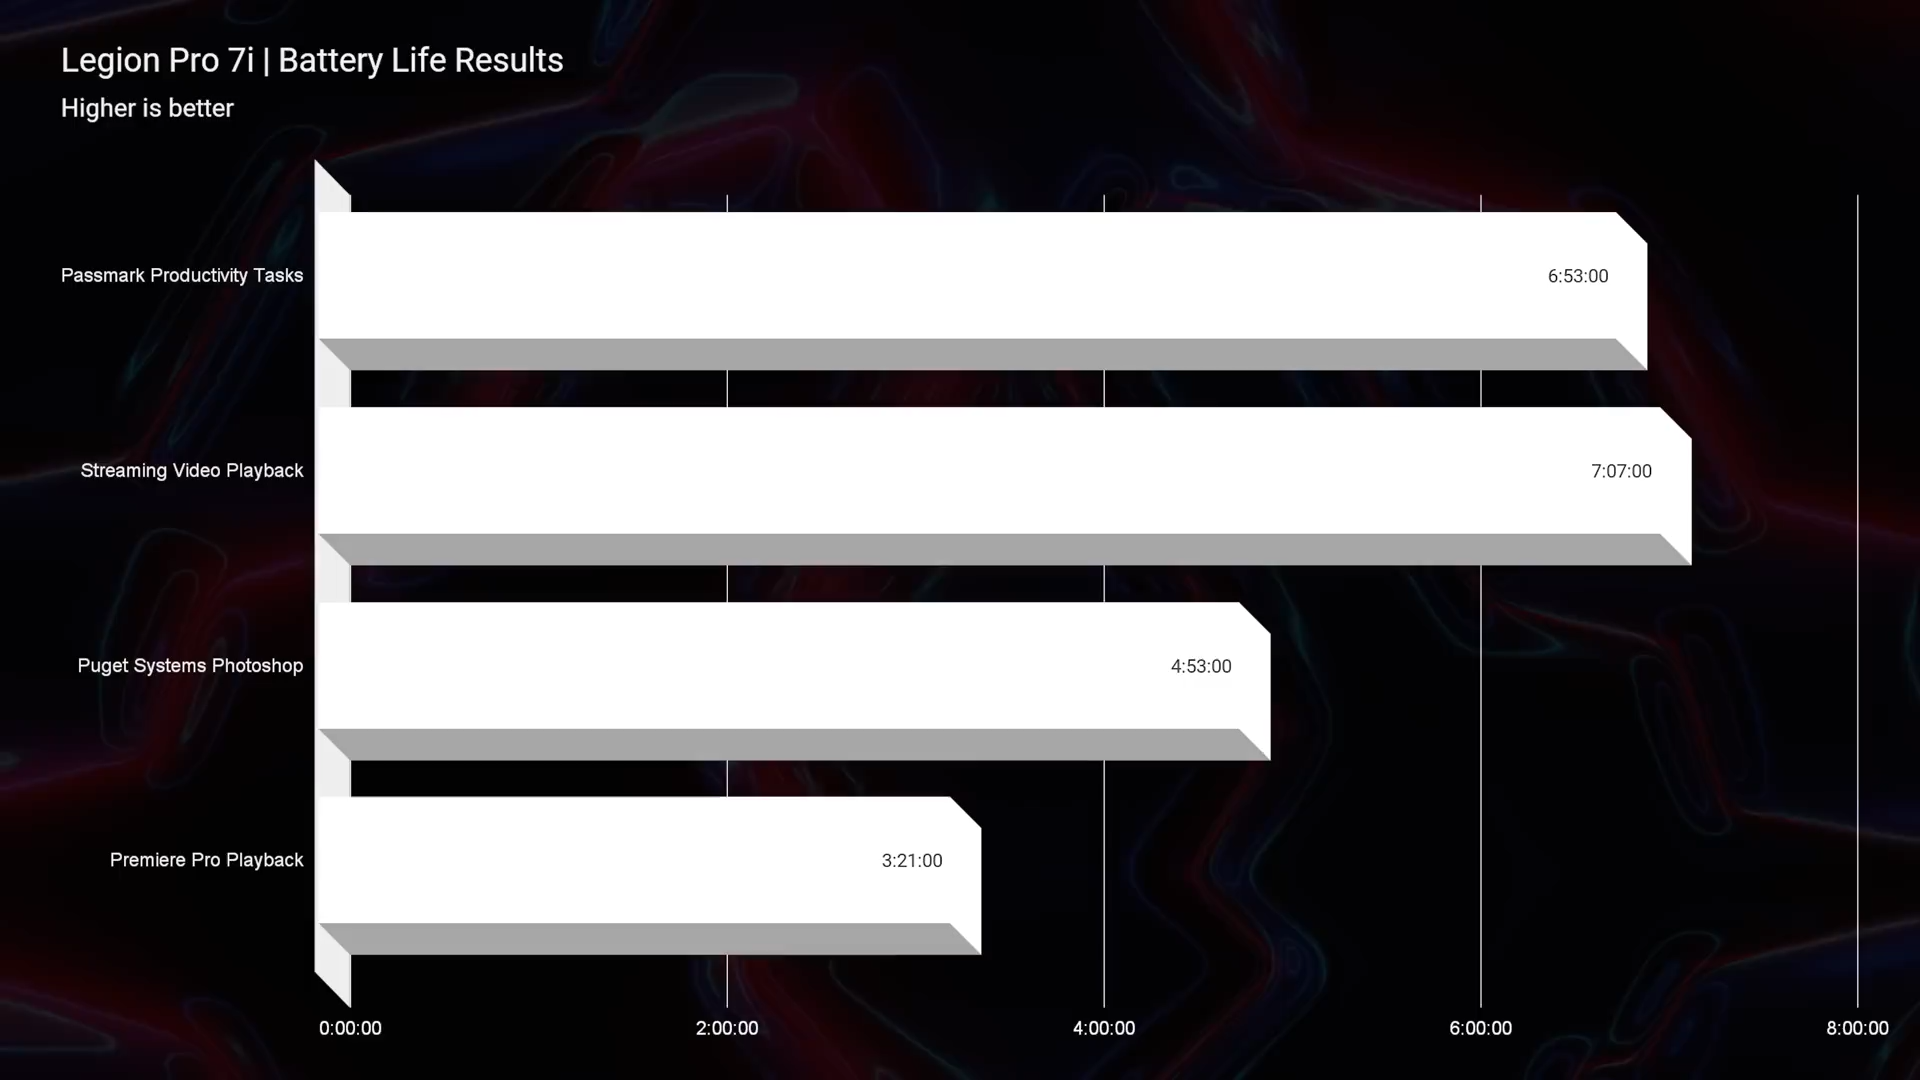 Legion Pro 7i | Battery Life Results
Higher is better
Passmark Productivity Tasks
6:53:00
Streaming Video Playback
7:07:00
Puget Systems Photoshop
4:53:00
Premiere Pro Playback
3:21:00
0:00:00
2:00:00
4:00:00
6:00:00
8:00:00